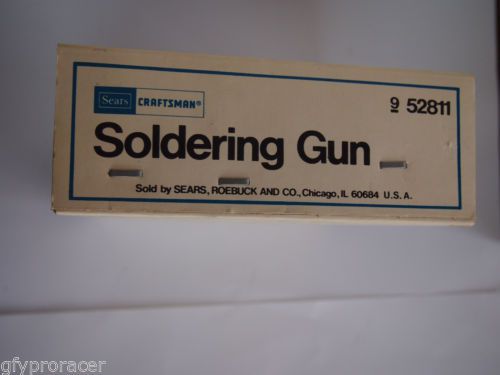 Sears CRAFTSMAN® 9 52811
Soldering Gun
Sold by SEARS, ROEBUCK AND CO., Chicago, IL 60684 U.S.A.
gfyproracer